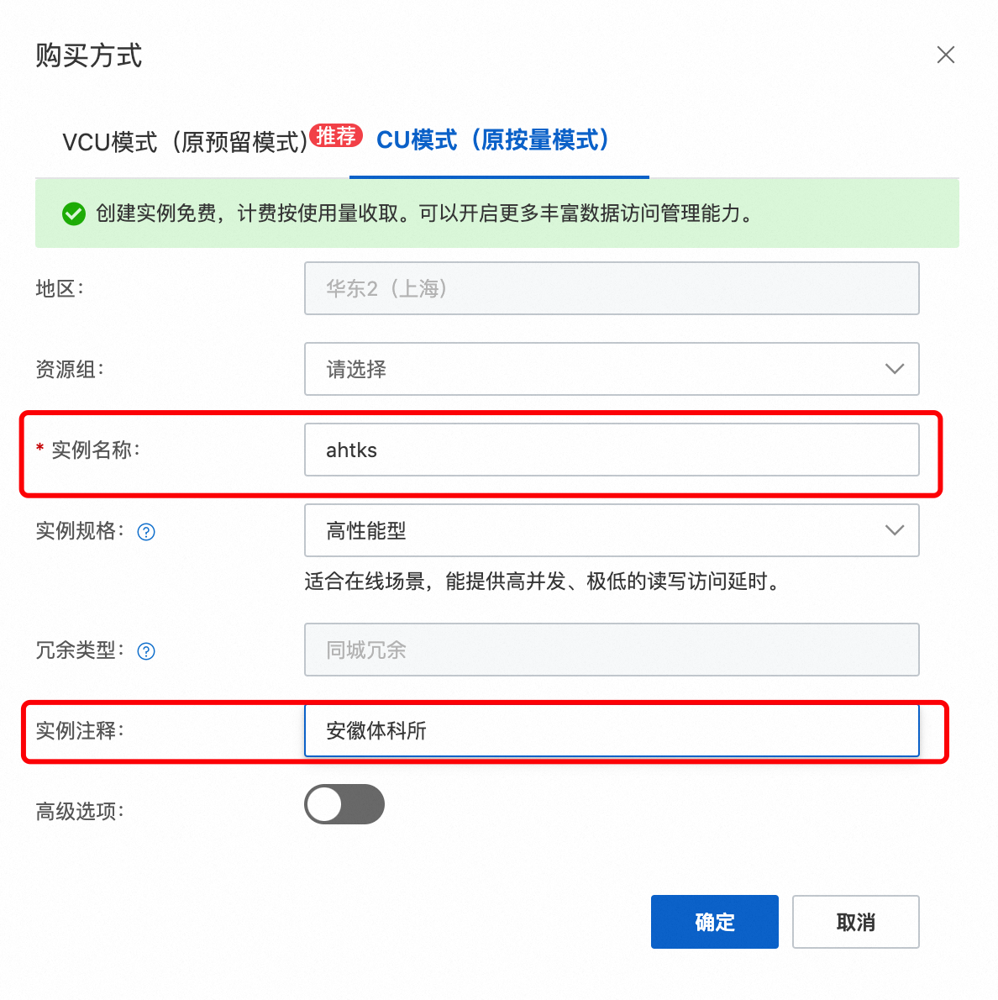 购买方式
VCU模式（原预留模式）推荐 CU模式（原按量模式）
创建实例免费，计费按使用量收取。可以开启更多丰富数据访问管理能力。
地区： 华东2（上海）
资源组： 请选择
* 实例名称： ahtks
实例规格： ? 高性能型
适合在线场景，能提供高并发、极低的读写访问延时。
冗余类型： ? 同城冗余
实例注释： 安徽体科所
高级选项：
确定 取消